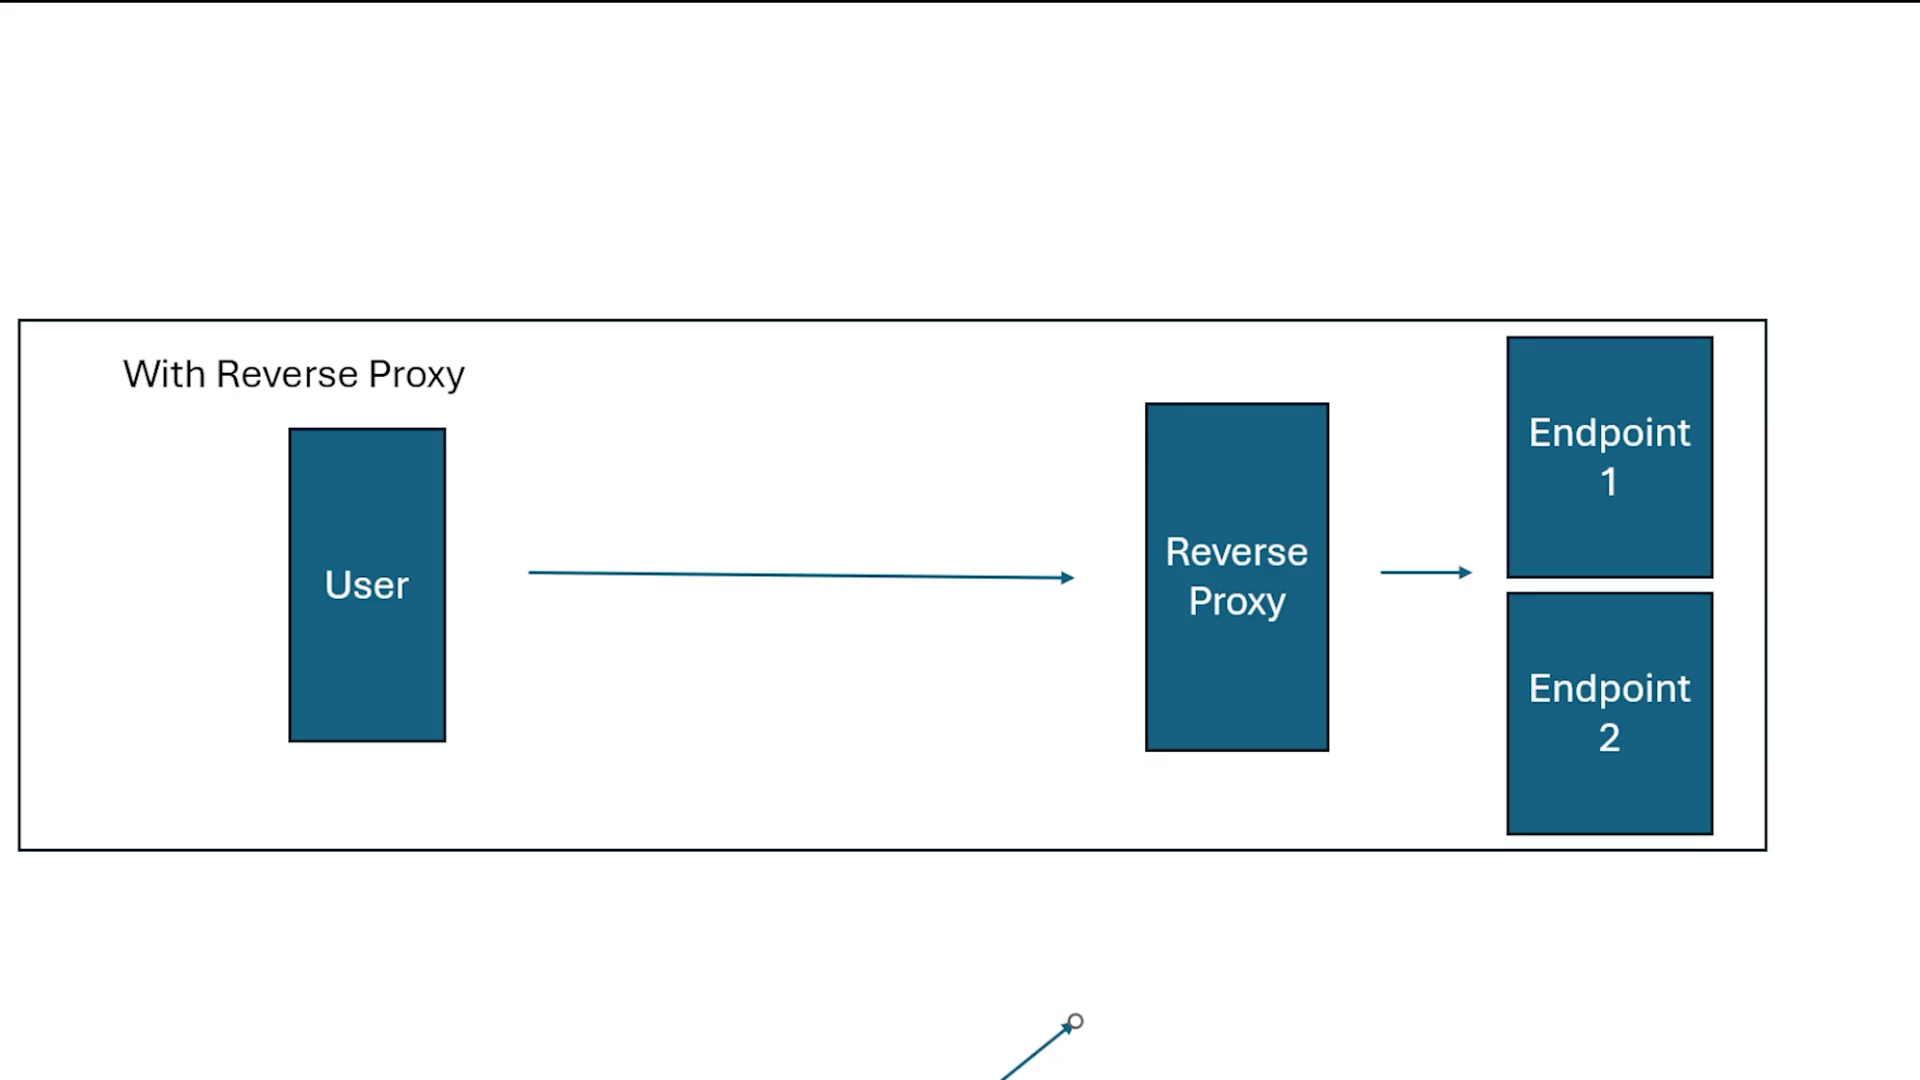 With Reverse Proxy
User
Reverse
Proxy
Endpoint
1
Endpoint
2